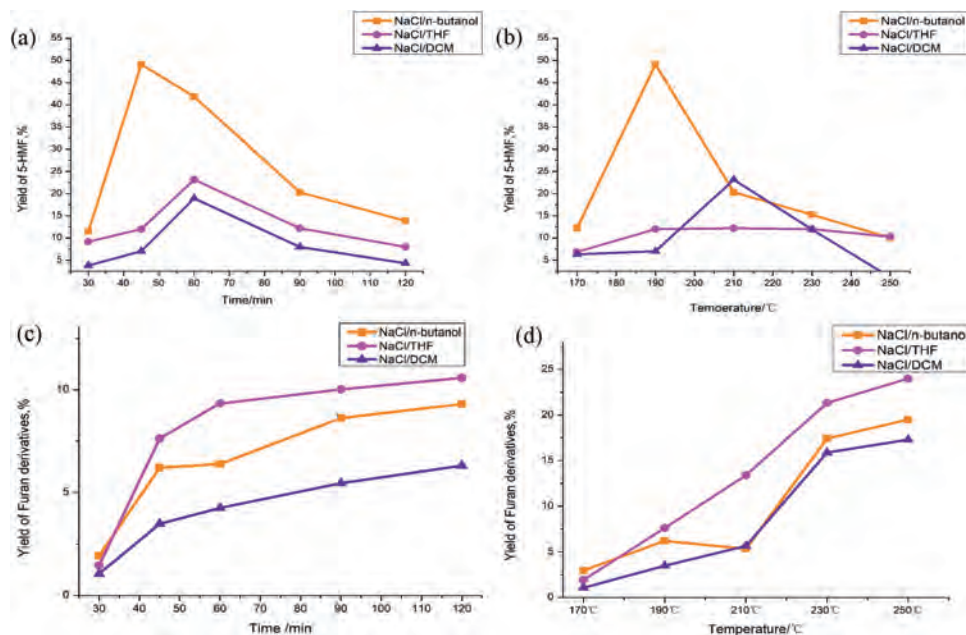 (a)
NaCl/n-butanol
NaCl/THF
NaCl/DCM
55
50
45
40
35
30
25
20
15
10
5
Yield of 5-HMF,%
30 40 50 60 70 80 90 100 110 120
Time/min
(b)
NaCl/n-butanol
NaCl/THF
NaCl/DCM
55
50
45
40
35
30
25
20
15
10
5
Yield of 5-HMF,%
170 180 190 200 210 220 230 240 250
Temoerature/℃
(c)
NaCl/n-butanol
NaCl/THF
NaCl/DCM
10
5
0
Yield of Furan derivatives,%
30 40 50 60 70 80 90 100 110 120
Time /min
(d)
NaCl/n-butanol
NaCl/THF
NaCl/DCM
25
20
15
10
5
0
Yield of Furan derivatives,%
170℃ 190℃ 210℃ 230℃ 250℃
Temperature/℃